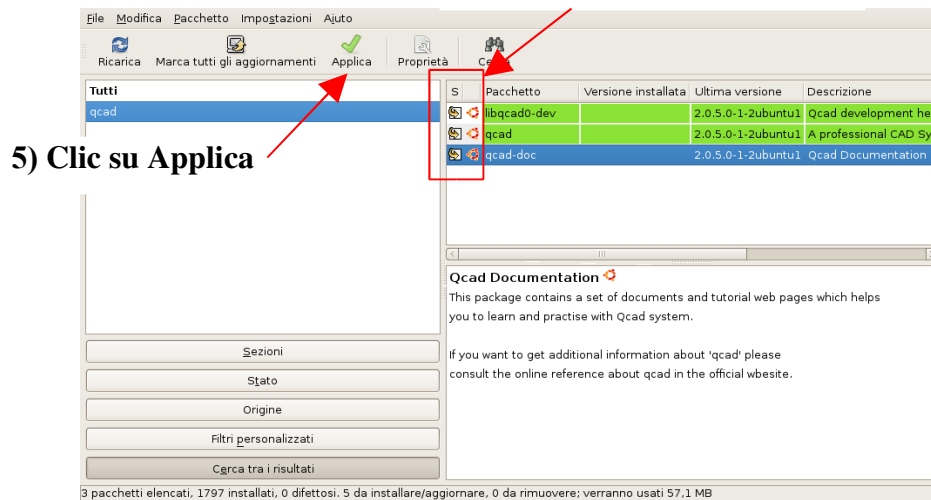 File Modifica Pacchetto Impostazioni Aiuto
Ricarica Marca tutti gli aggiornamenti Applica Proprietà
Tutti
qcad
S Pacchetto Versione installata Ultima versione Descrizione
libqcad0-dev 2.0.5.0-1-2ubuntu1 Qcad development he
qcad 2.0.5.0-1-2ubuntu1 A professional CAD Sy
qcad-doc 2.0.5.0-1-2ubuntu1 Qcad Documentation
5) Clic su Applica
Qcad Documentation
This package contains a set of documents and tutorial web pages which helps
you to learn and practise with Qcad system.
If you want to get additional information about 'qcad' please
consult the online reference about qcad in the official wbesite.
Sezioni
Stato
Origine
Filtri personalizzati
Cerca tra i risultati
3 pacchetti elencati, 1797 installati, 0 difettosi. 5 da installare/aggiornare, 0 da rimuovere; verranno usati 57,1 MB